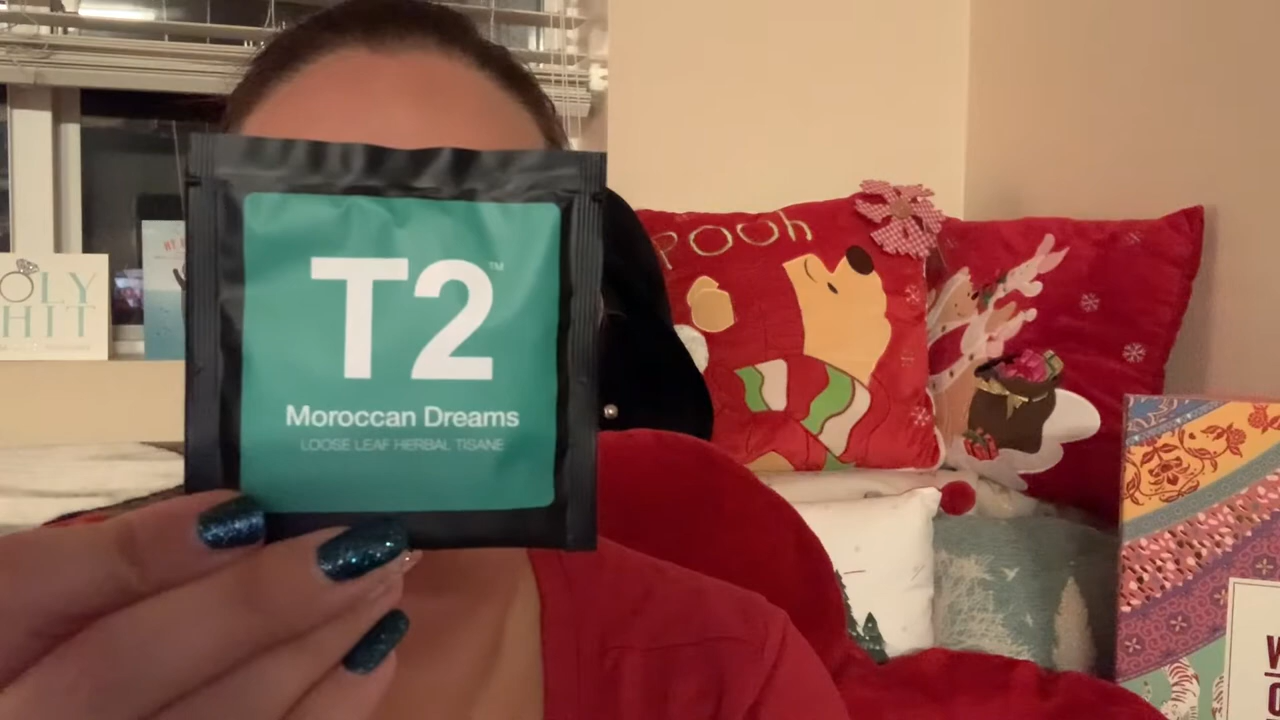 T2™
Moroccan Dreams
LOOSE LEAF HERBAL TISANE
Pooh
OLY
HIT